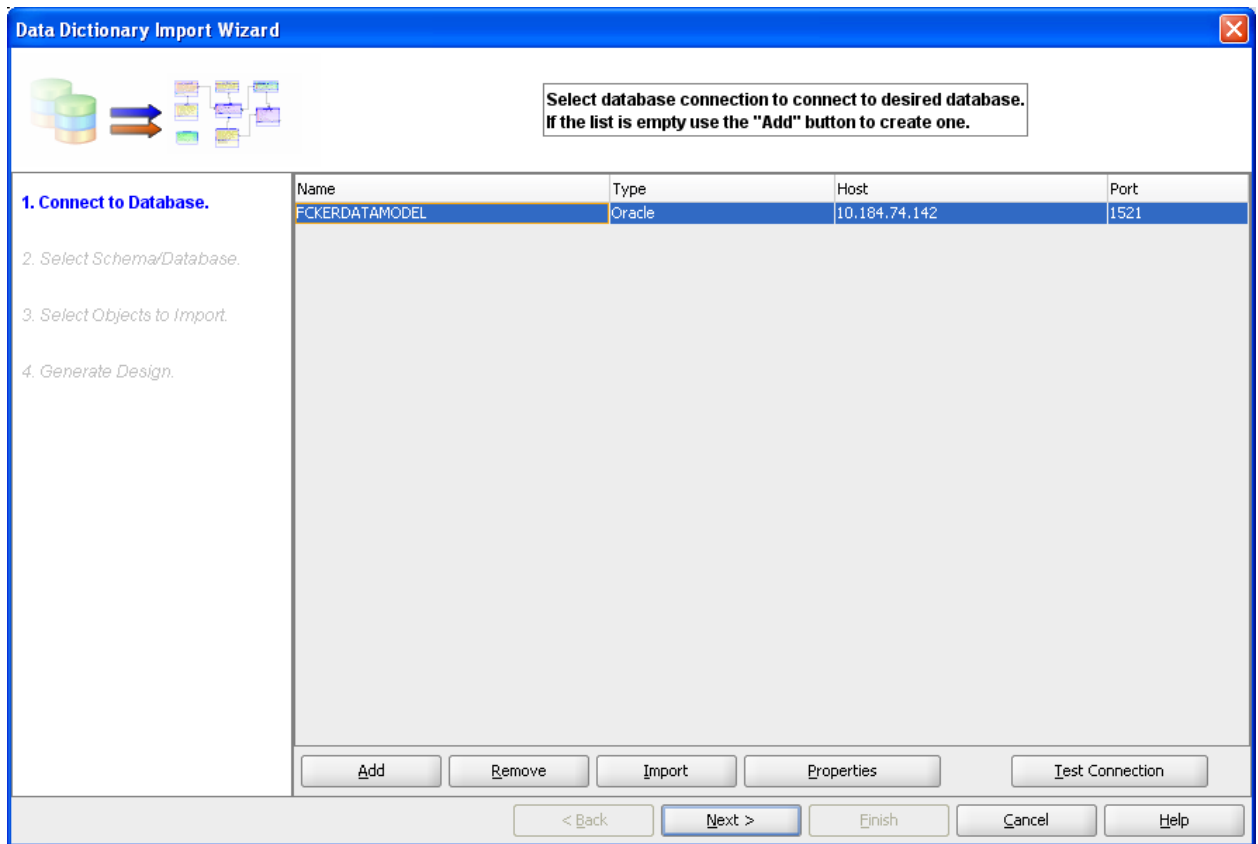 Data Dictionary Import Wizard
Select database connection to connect to desired database.
If the list is empty use the "Add" button to create one.
1. Connect to Database.
2. Select Schema/Database.
3. Select Objects to Import.
4. Generate Design.
Name Type Host Port
FCKERDATAMODEL Oracle 10.184.74.142 1521
Add Remove Import Properties Test Connection
< Back Next > Finish Cancel Help